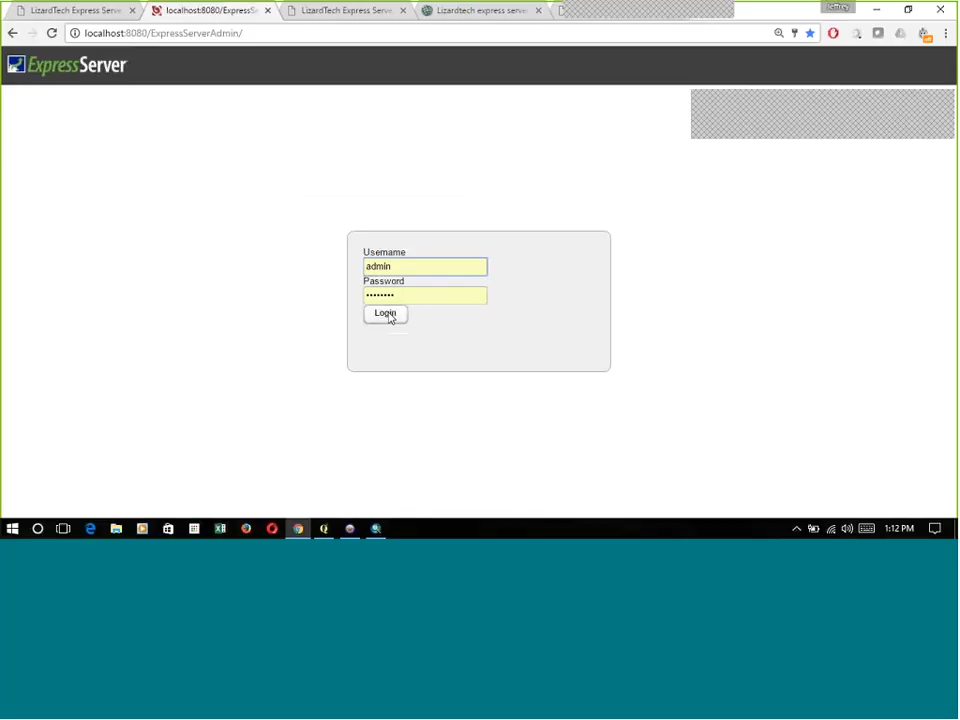 LizardTech Express Serve
localhost:8080/ExpressSe
LizardTech Express Serve
Lizardtech express serve
Jeffrey
localhost:8080/ExpressServerAdmin/
ExpressServer
Username
admin
Password
••••••••
Login
1:12 PM